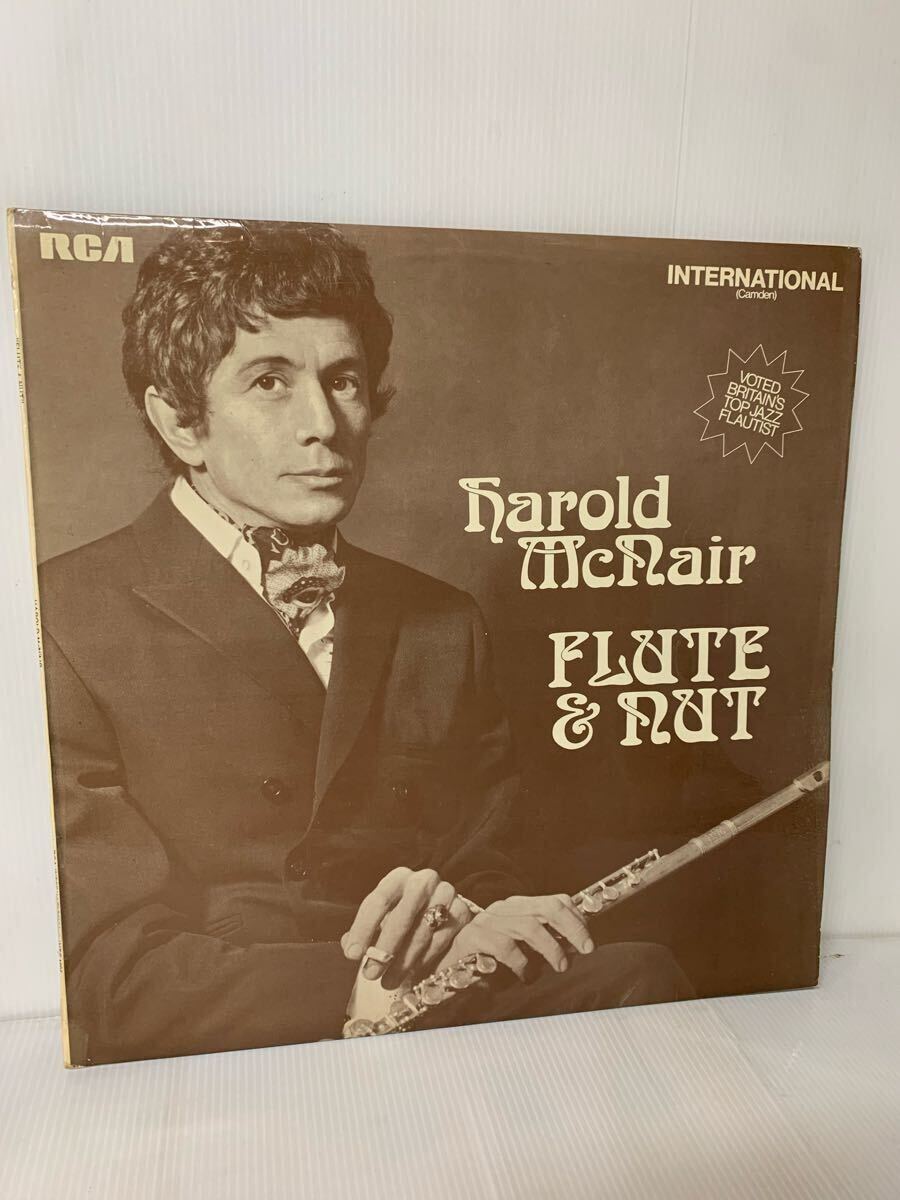 RCA
INTERNATIONAL
(Camden)
VOTED
BRITAIN'S
TOP JAZZ
FLAUTIST
harold
McNair
FLUTE
& NUT